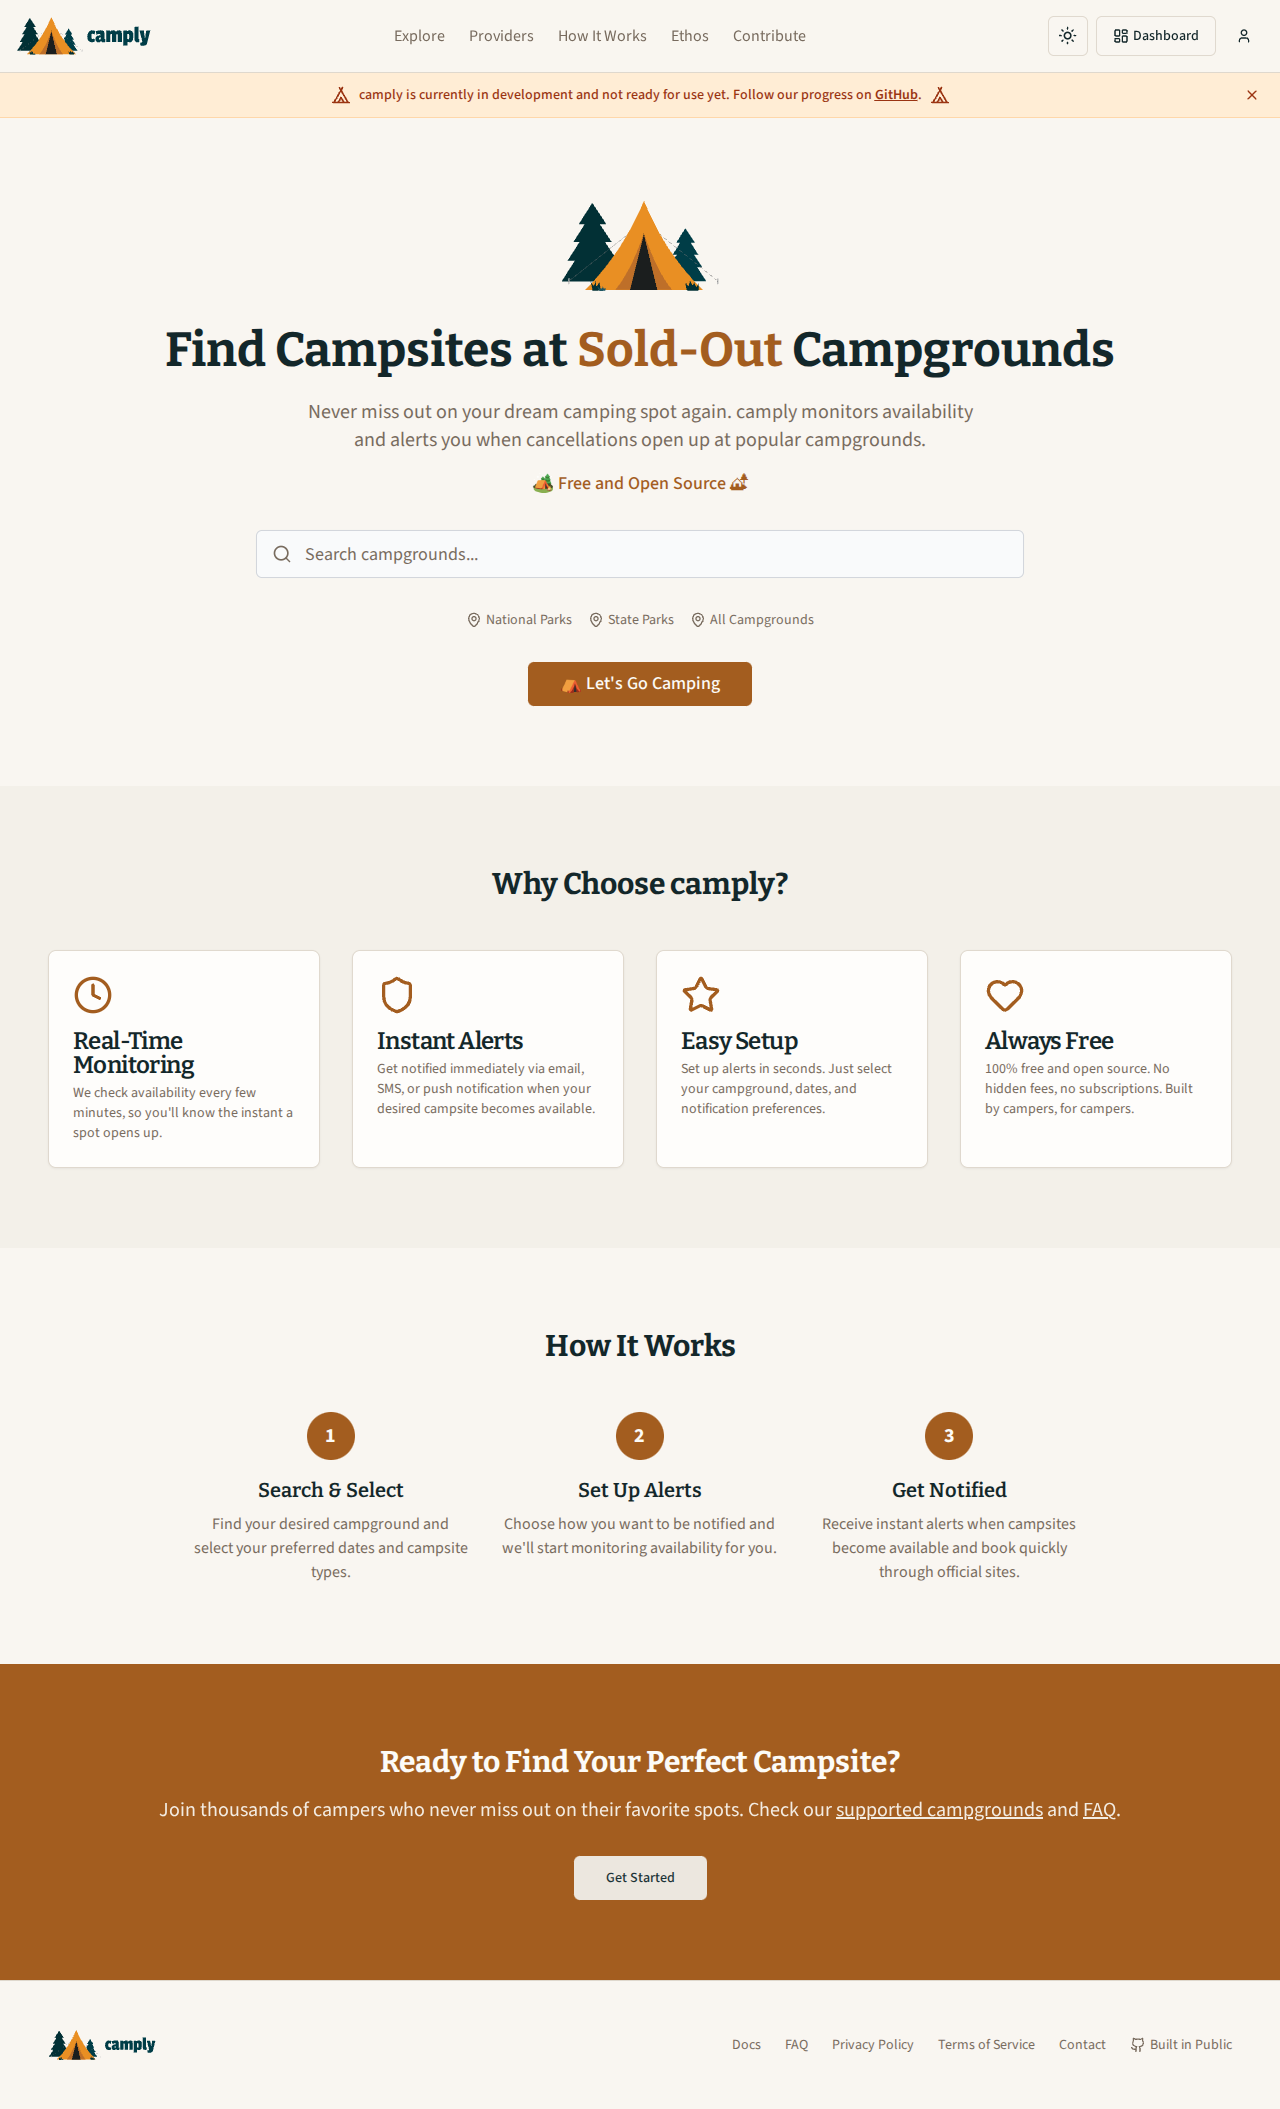 camply
Explore
Providers
How It Works
Ethos
Contribute
Dashboard
camply is currently in development and not ready for use yet. Follow our progress on GitHub.
Find Campsites at Sold-Out Campgrounds
Never miss out on your dream camping spot again. camply monitors availability
and alerts you when cancellations open up at popular campgrounds.
🏕️ Free and Open Source 🏕
Search campgrounds...
National Parks
State Parks
All Campgrounds
⛺ Let's Go Camping
Why Choose camply?
Real-Time
Monitoring
We check availability every few
minutes, so you'll know the instant a
spot opens up.
Instant Alerts
Get notified immediately via email,
SMS, or push notification when your
desired campsite becomes available.
Easy Setup
Set up alerts in seconds. Just select
your campground, dates, and
notification preferences.
Always Free
100% free and open source. No
hidden fees, no subscriptions. Built
by campers, for campers.
How It Works
1
Search & Select
Find your desired campground and
select your preferred dates and campsite
types.
2
Set Up Alerts
Choose how you want to be notified and
we'll start monitoring availability for you.
3
Get Notified
Receive instant alerts when campsites
become available and book quickly
through official sites.
Ready to Find Your Perfect Campsite?
Join thousands of campers who never miss out on their favorite spots. Check our supported campgrounds and FAQ.
Get Started
camply
Docs
FAQ
Privacy Policy
Terms of Service
Contact
Built in Public